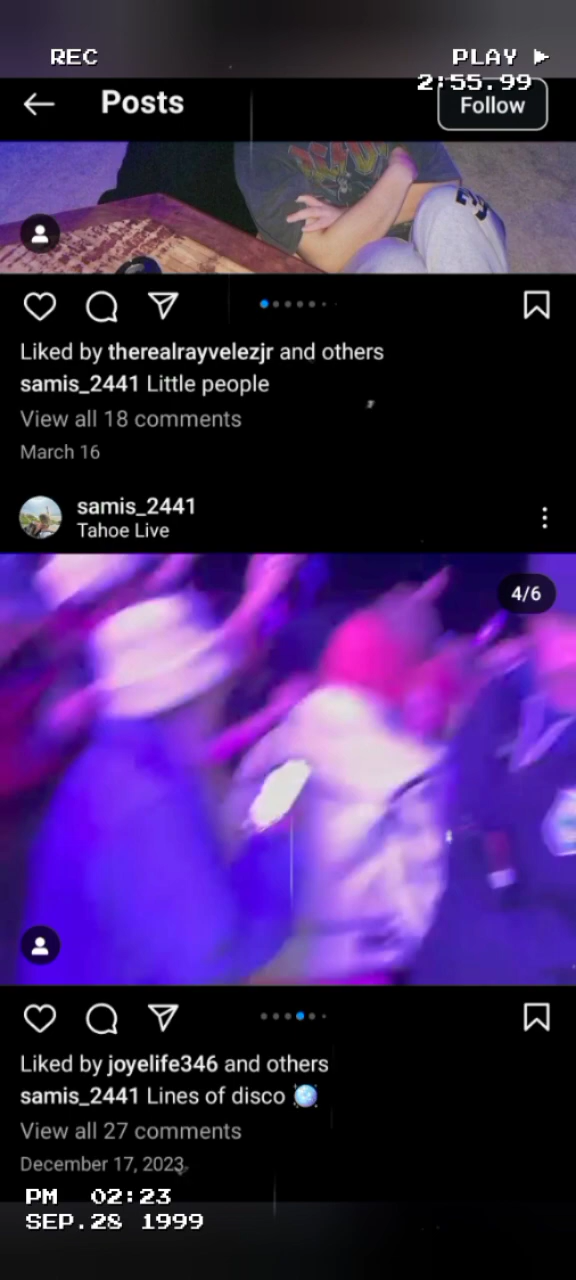 REC
PLAY
2:55.99
Posts
Follow
Liked by therealrayvelezjr and others
samis_2441 Little people
View all 18 comments
March 16
samis_2441
Tahoe Live
4/6
Liked by joyelife346 and others
samis_2441 Lines of disco 🪩
View all 27 comments
December 17, 2023
PM 02:23
SEP.28 1999